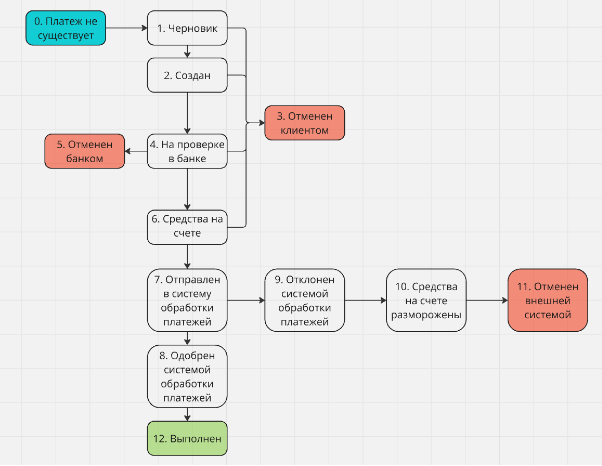 0. Платеж не
существует
1. Черновик
2. Создан
3. Отменен
клиентом
5. Отменен
банком
4. На проверке
в банке
6. Средства на
счете
7. Отправлен
в систему
обработки
платежей
9. Отклонен
системой
обработки
платежей
10. Средства
на счете
разморожены
11. Отменен
внешней
системой
8. Одобрен
системой
обработки
платежей
12. Выполнен